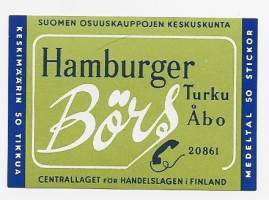 SUOMEN OSUUSKAUPPOJEN KESKUSKUNTA
KESKIMÄÄRIN 50 TIKKUA
Hamburger
Börs
Turku
Åbo
20861
MEDELTAL 50 STICKOR
CENTRALLAGET FÖR HANDELSLAGEN I FINLAND